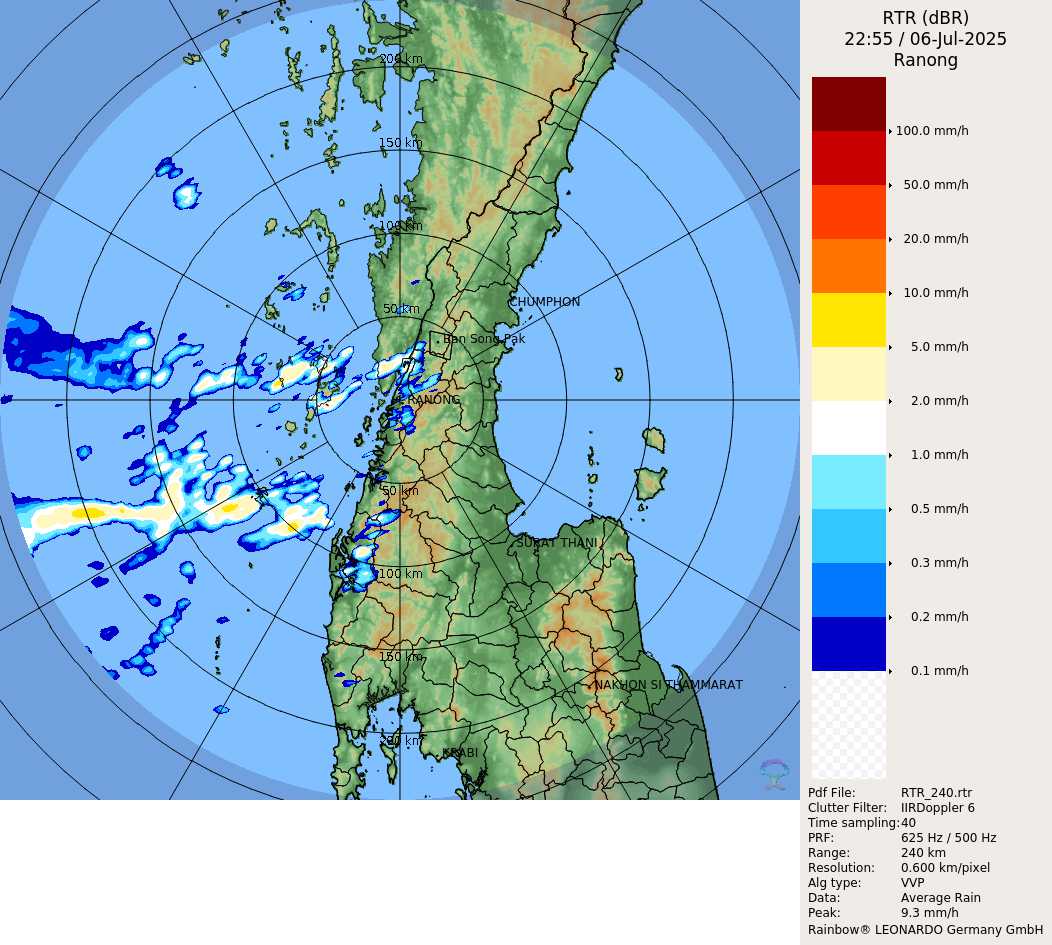 RTR (dBR)
22:55 / 06-Jul-2025
Ranong
100.0 mm/h
50.0 mm/h
20.0 mm/h
10.0 mm/h
5.0 mm/h
2.0 mm/h
1.0 mm/h
0.5 mm/h
0.3 mm/h
0.2 mm/h
0.1 mm/h
Pdf File: RTR_240.rtr
Clutter Filter: IIRDoppler 6
Time sampling: 40
PRF: 625 Hz / 500 Hz
Range: 240 km
Resolution: 0.600 km/pixel
Alg type: VVP
Data: Average Rain
Peak: 9.3 mm/h
Rainbow® LEONARDO Germany GmbH
200 km
150 km
100 km
50 km
CHUMPHON
Ban Song Pak
RANONG
50 km
SURAT THANI
100 km
150 km
NAKHON SI THAMMARAT
200 km
KRABI